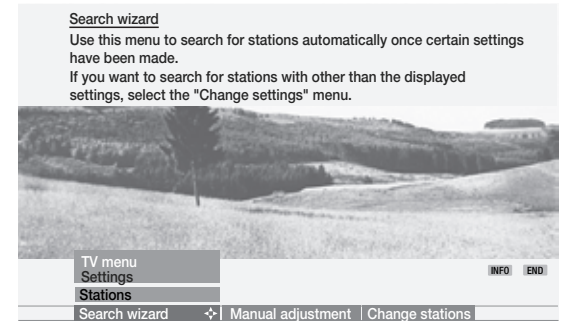 Search wizard
Use this menu to search for stations automatically once certain settings
have been made.
If you want to search for stations with other than the displayed
settings, select the "Change settings" menu.
TV menu
Settings
INFO END
Stations
Search wizard Manual adjustment Change stations